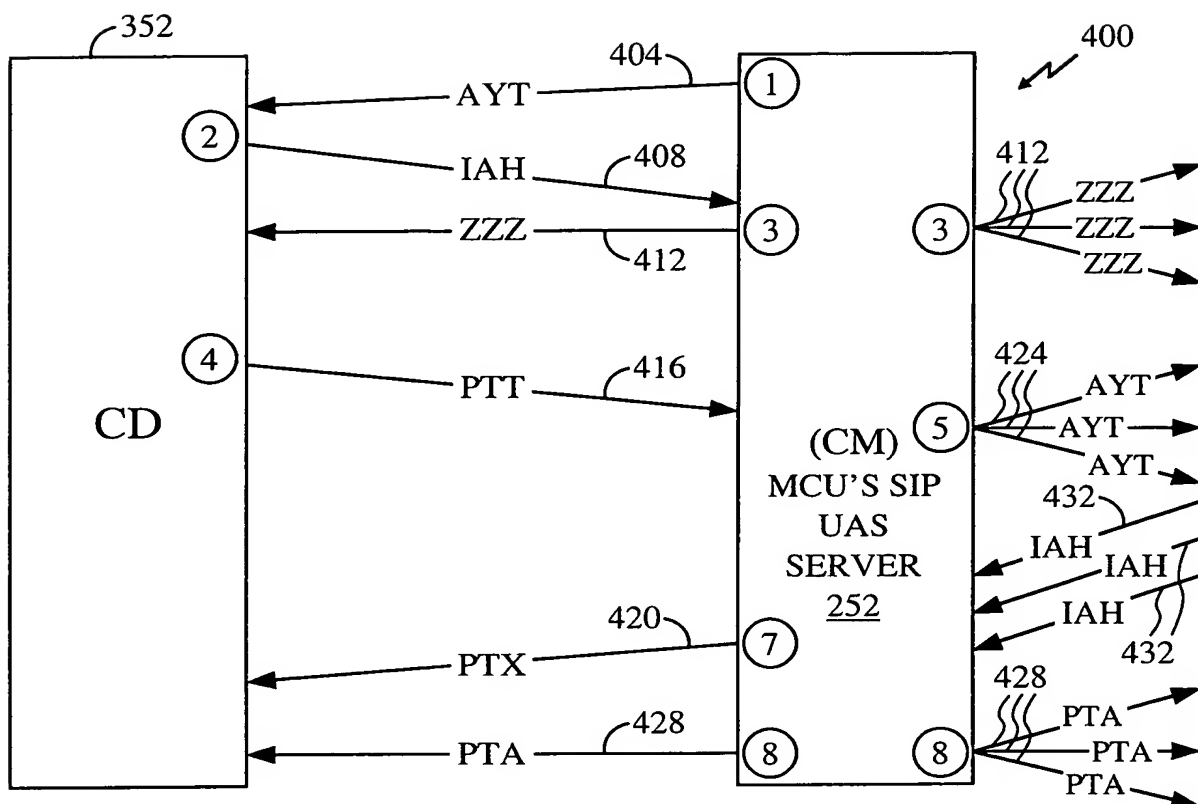 352
404
400
1
AYT
2
408
412
IAH
ZZZ
3
ZZZ
3
ZZZ
412
ZZZ
4
416
424
PTT
AYT
CD
5
AYT
(CM)
AYT
MCU'S SIP
UAS
SERVER
252
432
IAH
IAH
IAH
432
420
7
PTX
428
428
PTA
PTA
8
8
PTA
PTA